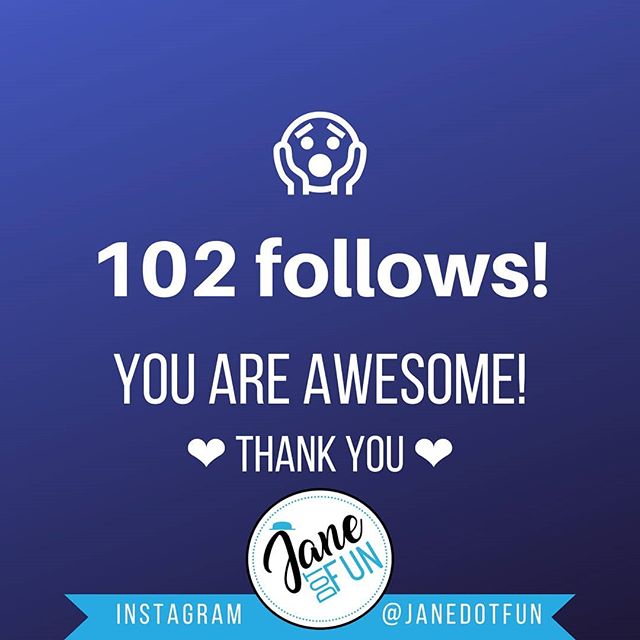 102 follows!
YOU ARE AWESOME!
❤ THANK YOU ❤
Jane
DOT
FUN
INSTAGRAM @JANEDOTFUN